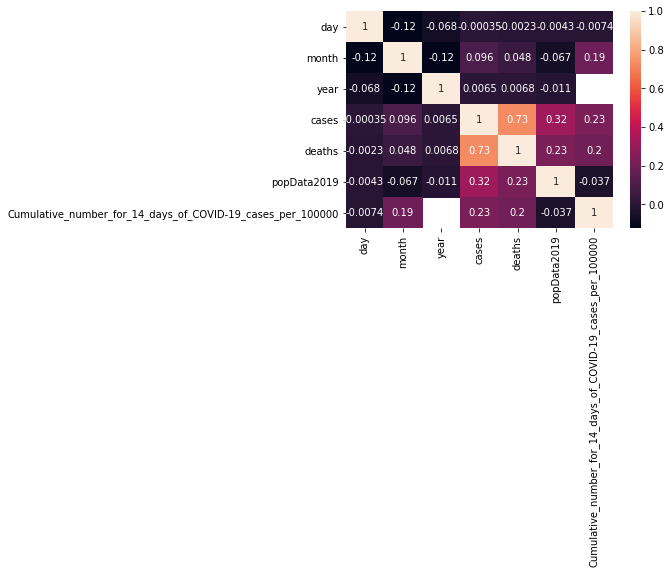 day 1 -0.12 -0.068 -0.00035 -0.0023 -0.0043 -0.0074
month -0.12 1 -0.12 0.096 0.048 -0.067 0.19
year -0.068 -0.12 1 0.0065 0.0068 -0.011
cases -0.00035 0.096 0.0065 1 0.73 0.32 0.23
deaths -0.0023 0.048 0.0068 0.73 1 0.23 0.2
popData2019 -0.0043 -0.067 -0.011 0.32 0.23 1 -0.037
Cumulative_number_for_14_days_of_COVID-19_cases_per_100000 -0.0074 0.19 0.23 0.2 -0.037 1
day
month
year
cases
deaths
popData2019
Cumulative_number_for_14_days_of_COVID-19_cases_per_100000
1.0
0.8
0.6
0.4
0.2
0.0